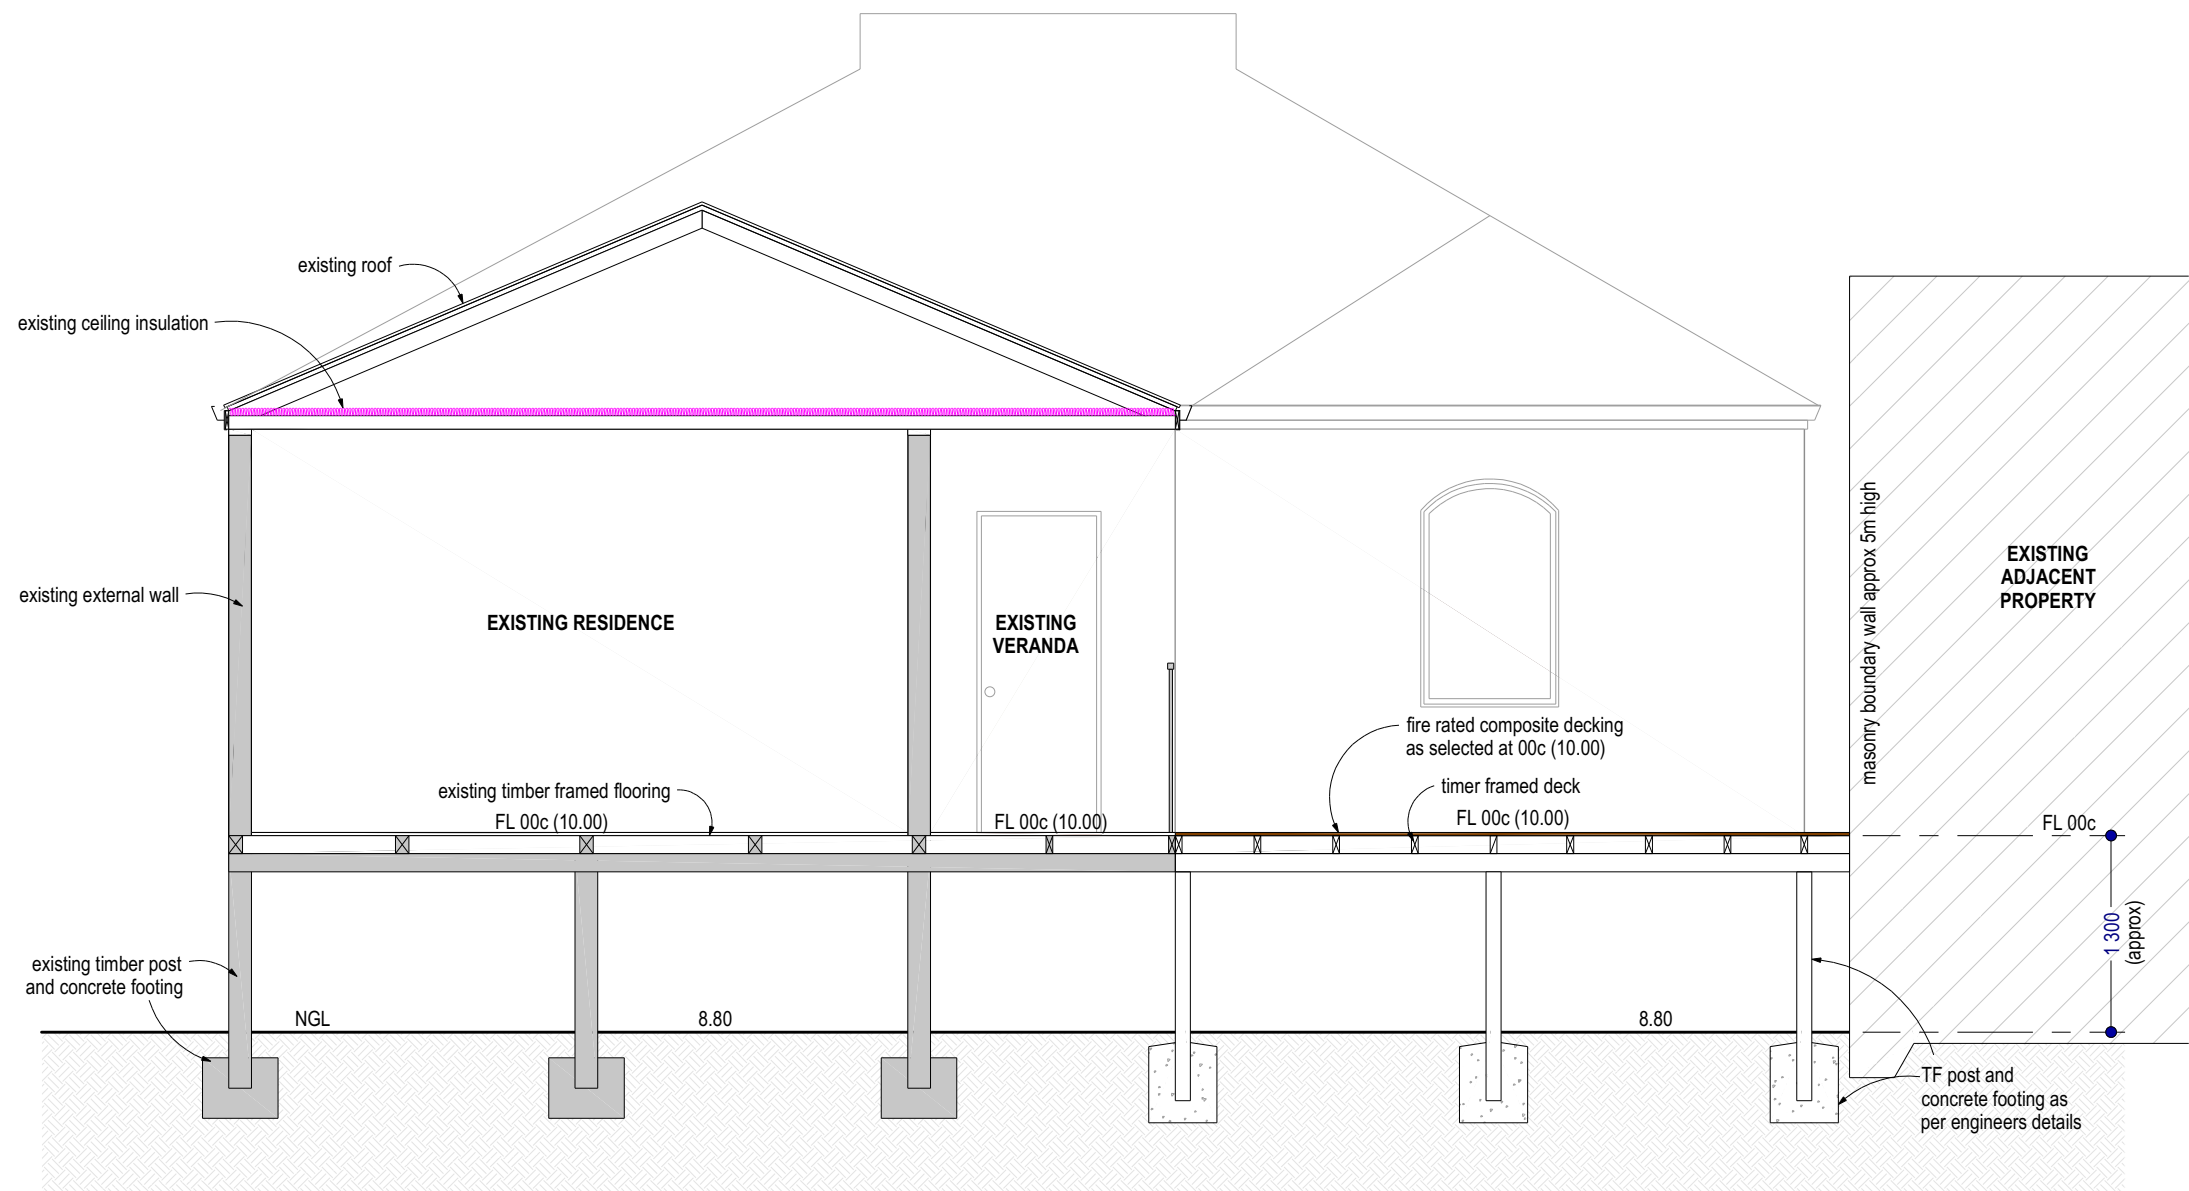 existing roof
existing ceiling insulation
existing external wall
EXISTING RESIDENCE
EXISTING
VERANDA
masonry boundary wall approx 5m high
EXISTING
ADJACENT
PROPERTY
fire rated composite decking
as selected at 00c (10.00)
existing timber framed flooring
timer framed deck
FL 00c (10.00)
FL 00c (10.00)
FL 00c (10.00)
FL 00c
1 300
(approx)
existing timber post
and concrete footing
NGL
8.80
8.80
TF post and
concrete footing as
per engineers details